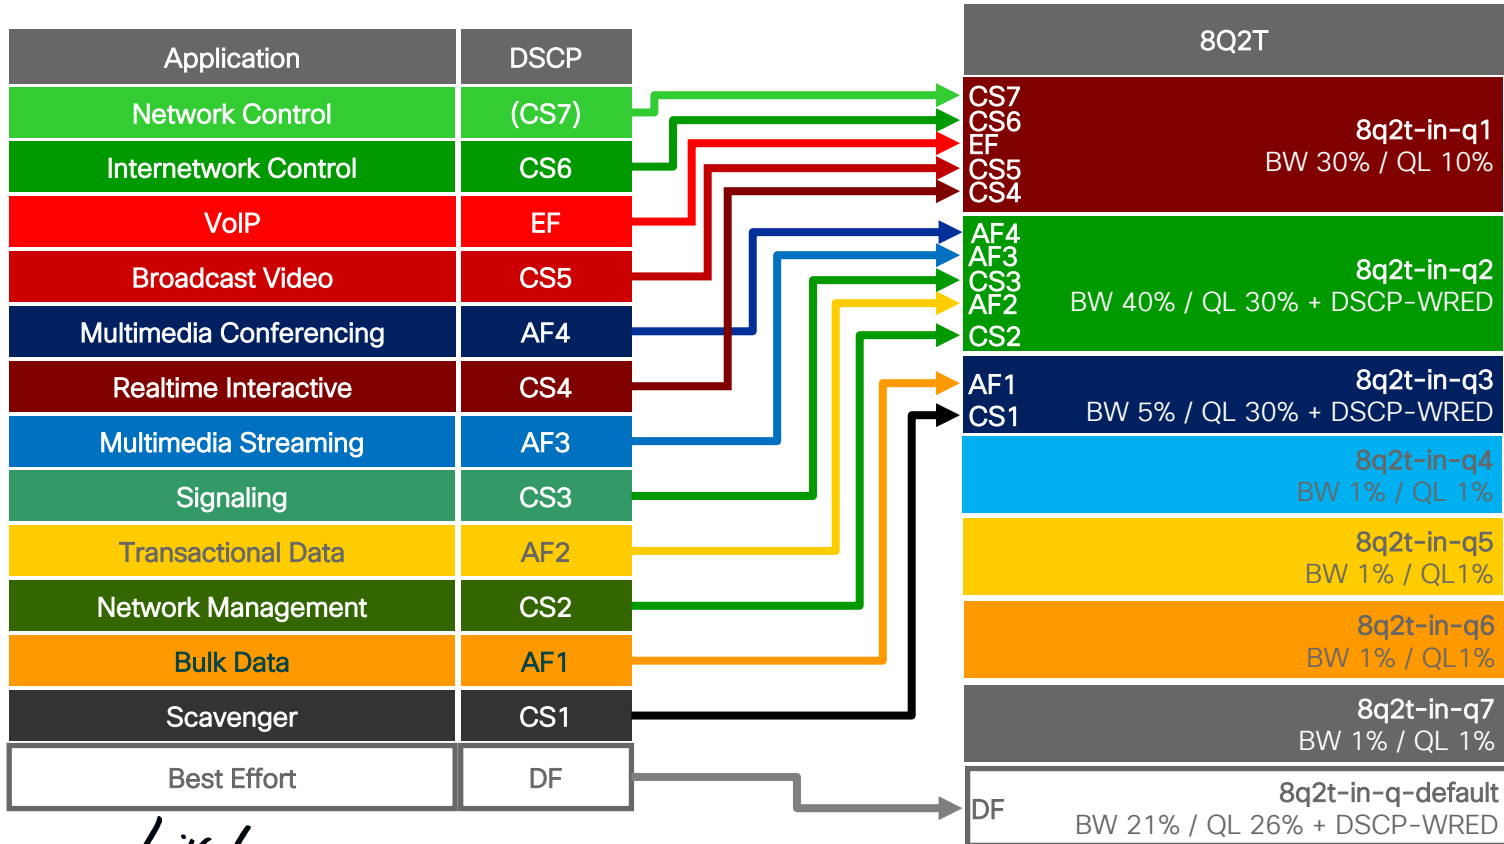 Application DSCP
Network Control (CS7)
Internetwork Control CS6
VoIP EF
Broadcast Video CS5
Multimedia Conferencing AF4
Realtime Interactive CS4
Multimedia Streaming AF3
Signaling CS3
Transactional Data AF2
Network Management CS2
Bulk Data AF1
Scavenger CS1
Best Effort DF
8Q2T
CS7
CS6
EF
CS5
CS4
8q2t-in-q1
BW 30% / QL 10%
AF4
AF3
CS3
AF2
CS2
8q2t-in-q2
BW 40% / QL 30% + DSCP-WRED
AF1
CS1
8q2t-in-q3
BW 5% / QL 30% + DSCP-WRED
8q2t-in-q4
BW 1% / QL 1%
8q2t-in-q5
BW 1% / QL1%
8q2t-in-q6
BW 1% / QL1%
8q2t-in-q7
BW 1% / QL 1%
DF
8q2t-in-q-default
BW 21% / QL 26% + DSCP-WRED